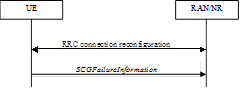 UE
RAN/NR
RRC connection reconfiguration
SCGFailureInformation